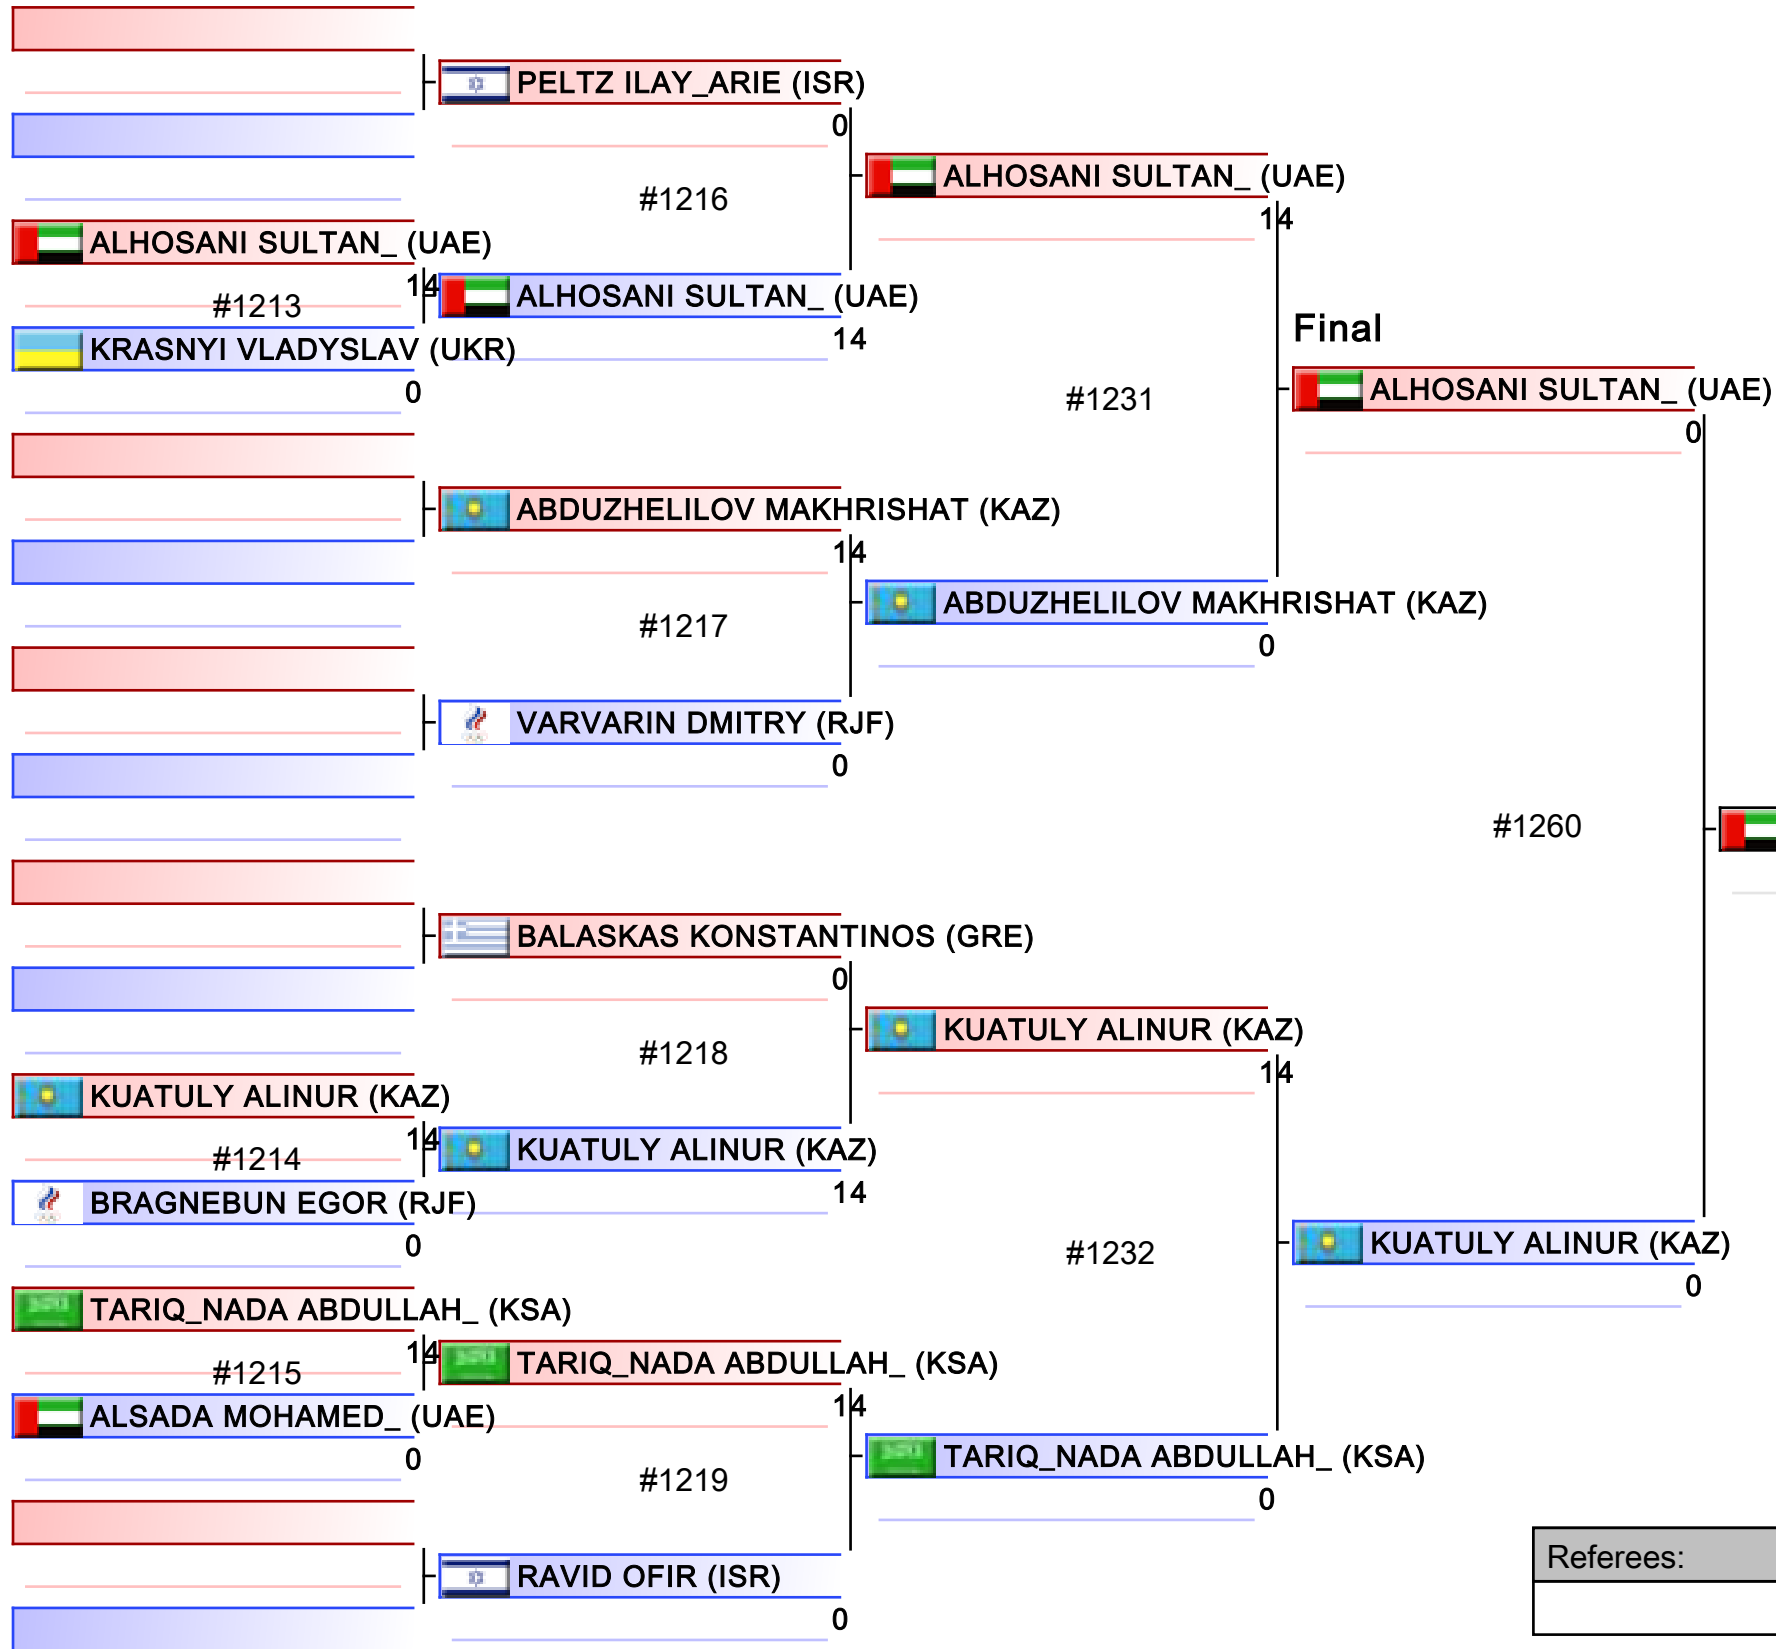 PELTZ ILAY_ARIE (ISR)
0
ALHOSANI SULTAN_ (UAE)
#1216
14
ALHOSANI SULTAN_ (UAE)
14
#1213
ALHOSANI SULTAN_ (UAE)
14
KRASNYI VLADYSLAV (UKR)
0
Final
ALHOSANI SULTAN_ (UAE)
0
#1231
ABDUZHELILOV MAKHRISHAT (KAZ)
14
ABDUZHELILOV MAKHRISHAT (KAZ)
0
#1217
VARVARIN DMITRY (RJF)
0
#1260
BALASKAS KONSTANTINOS (GRE)
0
KUATULY ALINUR (KAZ)
14
#1218
KUATULY ALINUR (KAZ)
14
#1214
KUATULY ALINUR (KAZ)
14
BRAGNEBUN EGOR (RJF)
0
#1232
KUATULY ALINUR (KAZ)
0
TARIQ_NADA ABDULLAH_ (KSA)
14
#1215
TARIQ_NADA ABDULLAH_ (KSA)
14
ALSADA MOHAMED_ (UAE)
0
TARIQ_NADA ABDULLAH_ (KSA)
0
#1219
RAVID OFIR (ISR)
0
Referees: